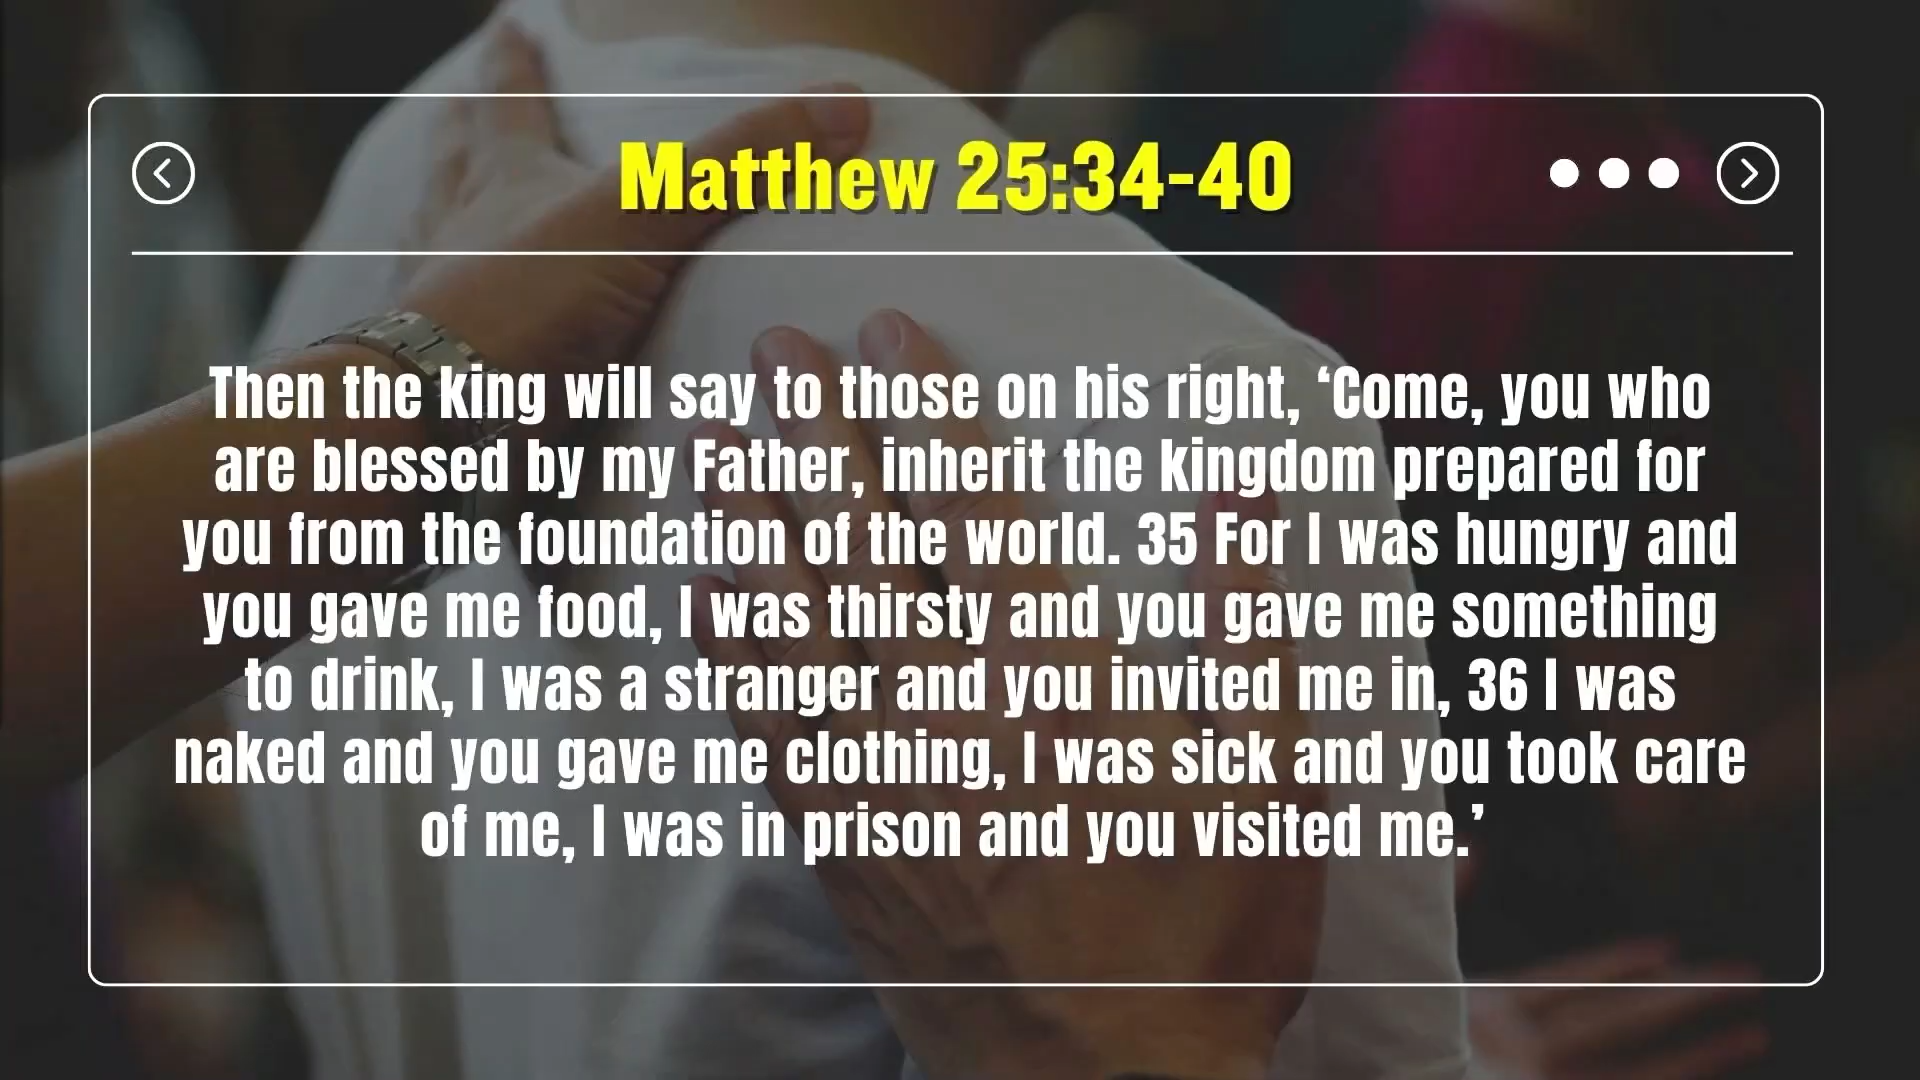 Matthew 25:34-40
Then the king will say to those on his right, ‘Come, you who
are blessed by my Father, inherit the kingdom prepared for
you from the foundation of the world. 35 For I was hungry and
you gave me food, I was thirsty and you gave me something
to drink, I was a stranger and you invited me in, 36 I was
naked and you gave me clothing, I was sick and you took care
of me, I was in prison and you visited me.’